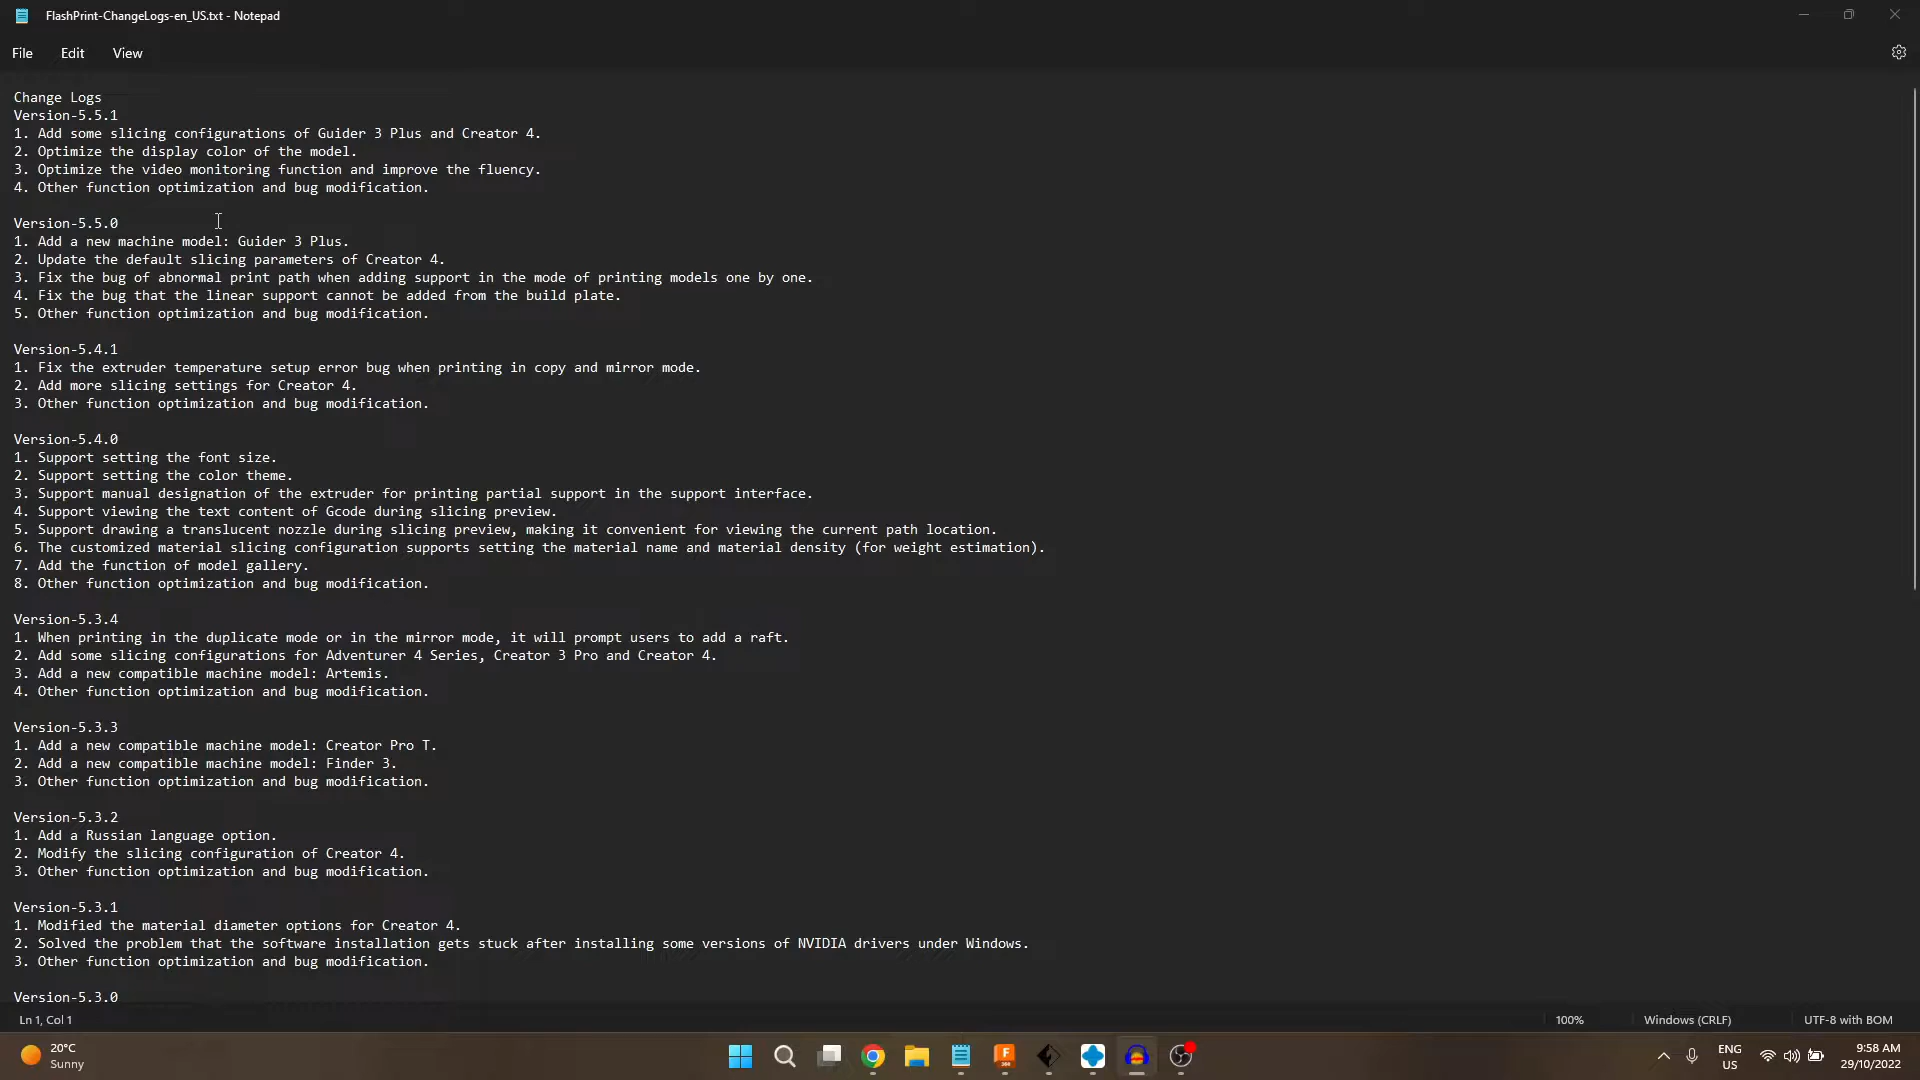 FlashPrint-ChangeLogs-en_US.txt - Notepad
File Edit View
Change Logs
Version-5.5.1
1. Add some slicing configurations of Guider 3 Plus and Creator 4.
2. Optimize the display color of the model.
3. Optimize the video monitoring function and improve the fluency.
4. Other function optimization and bug modification.
Version-5.5.0
1. Add a new machine model: Guider 3 Plus.
2. Update the default slicing parameters of Creator 4.
3. Fix the bug of abnormal print path when adding support in the mode of printing models one by one.
4. Fix the bug that the linear support cannot be added from the build plate.
5. Other function optimization and bug modification.
Version-5.4.1
1. Fix the extruder temperature setup error bug when printing in copy and mirror mode.
2. Add more slicing settings for Creator 4.
3. Other function optimization and bug modification.
Version-5.4.0
1. Support setting the font size.
2. Support setting the color theme.
3. Support manual designation of the extruder for printing partial support in the support interface.
4. Support viewing the text content of Gcode during slicing preview.
5. Support drawing a translucent nozzle during slicing preview, making it convenient for viewing the current path location.
6. The customized material slicing configuration supports setting the material name and material density (for weight estimation).
7. Add the function of model gallery.
8. Other function optimization and bug modification.
Version-5.3.4
1. When printing in the duplicate mode or in the mirror mode, it will prompt users to add a raft.
2. Add some slicing configurations for Adventurer 4 Series, Creator 3 Pro and Creator 4.
3. Add a new compatible machine model: Artemis.
4. Other function optimization and bug modification.
Version-5.3.3
1. Add a new compatible machine model: Creator Pro T.
2. Add a new compatible machine model: Finder 3.
3. Other function optimization and bug modification.
Version-5.3.2
1. Add a Russian language option.
2. Modify the slicing configuration of Creator 4.
3. Other function optimization and bug modification.
Version-5.3.1
1. Modified the material diameter options for Creator 4.
2. Solved the problem that the software installation gets stuck after installing some versions of NVIDIA drivers under Windows.
3. Other function optimization and bug modification.
Version-5.3.0
Ln 1, Col 1 100% Windows (CRLF) UTF-8 with BOM
20°C
Sunny
ENG
US
9:58 AM
29/10/2022